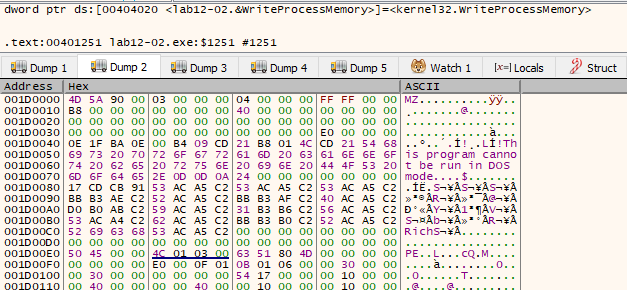 dword ptr ds:[00404020 <lab12-02.&WriteProcessMemory>]=<kernel32.WriteProcessMemory>
.text:00401251 lab12-02.exe:$1251 #1251
Dump 1 Dump 2 Dump 3 Dump 4 Dump 5 Watch 1 [x=] Locals Struct
Address Hex ASCII
001D0000 4D 5A 90 00 03 00 00 00 04 00 00 00 FF FF 00 00 MZ..........ÿÿ..
001D0010 B8 00 00 00 00 00 00 00 40 00 00 00 00 00 00 00 ........@.......
001D0020 00 00 00 00 00 00 00 00 00 00 00 00 00 00 00 00 ................
001D0030 00 00 00 00 00 00 00 00 00 00 00 00 E0 00 00 00 ............à...
001D0040 0E 1F BA 0E 00 B4 09 CD 21 B8 01 4C CD 21 54 68 ..º..´.Í!¸.LÍ!Th
001D0050 69 73 20 70 72 6F 67 72 61 6D 20 63 61 6E 6E 6F is program canno
001D0060 74 20 62 65 20 72 75 6E 20 69 6E 20 44 4F 53 20 t be run in DOS
001D0070 6D 6F 64 65 2E 0D 0D 0A 24 00 00 00 00 00 00 00 mode....$.......
001D0080 17 CD CB 91 53 AC A5 C2 53 AC A5 C2 53 AC A5 C2 .ÍË.S¬¥ÂS¬¥ÂS¬¥Â
001D0090 BB B3 AE C2 52 AC A5 C2 BB B3 AF C2 40 AC A5 C2 »³®ÂR¬¥Â»³¯Â@¬¥Â
001D00A0 D0 B0 AB C2 59 AC A5 C2 31 B3 B6 C2 56 AC A5 C2 Ð°«ÂY¬¥Â1³¶ÂV¬¥Â
001D00B0 53 AC A4 C2 62 AC A5 C2 BB B3 B0 C2 52 AC A5 C2 S¬¤Âb¬¥Â»³°ÂR¬¥Â
001D00C0 52 69 63 68 53 AC A5 C2 00 00 00 00 00 00 00 00 RichS¬¥Â........
001D00D0 00 00 00 00 00 00 00 00 00 00 00 00 00 00 00 00 ................
001D00E0 50 45 00 00 4C 01 03 00 63 51 80 4D 00 00 00 00 PE..L...cQ.M....
001D00F0 00 00 00 00 E0 00 0F 01 0B 01 06 00 00 30 00 00 ....à........0..
001D0100 00 30 00 00 00 00 00 00 54 17 00 00 00 10 00 00 .0......T.......
001D0110 00 40 00 00 00 00 40 00 00 10 00 00 00 10 00 00 .@....@.........